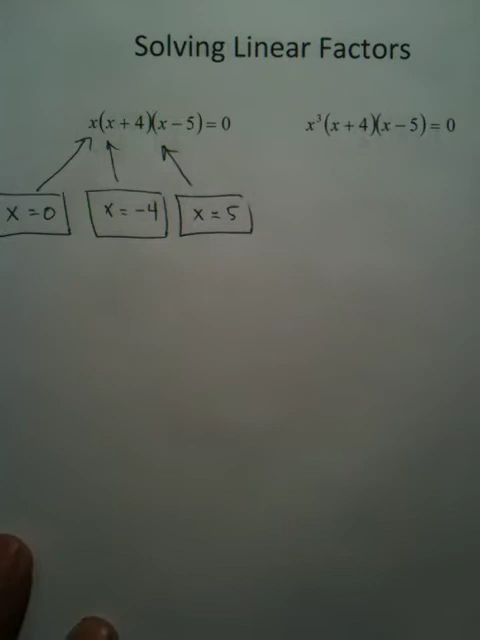 Solving Linear Factors
x(x + 4)(x − 5) = 0
x³(x + 4)(x − 5) = 0
x = 0
x = −4
x = 5